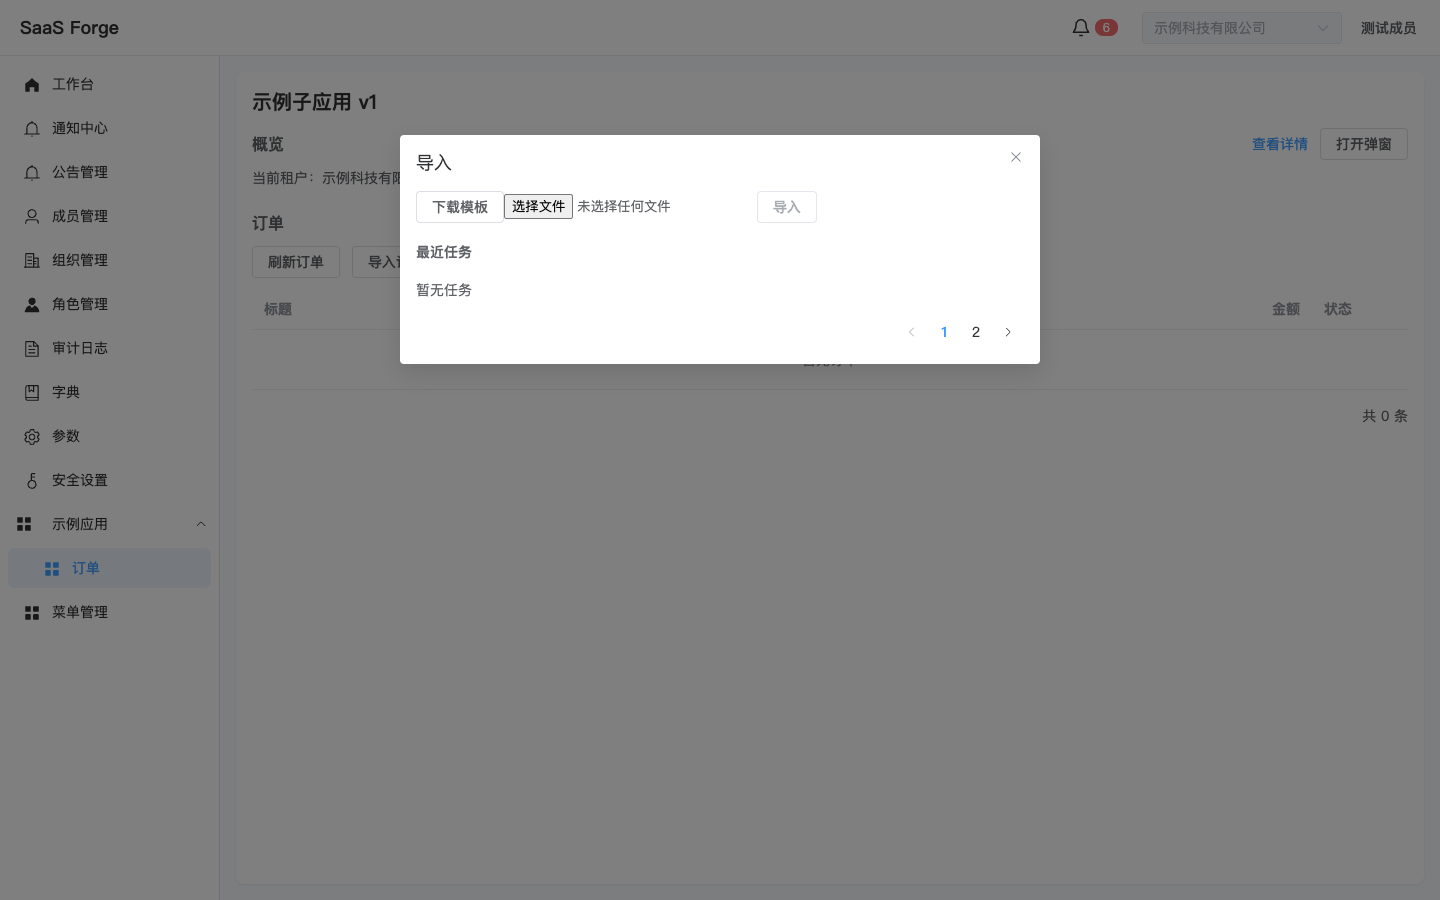 SaaS Forge
6
示例科技有限公司
测试成员
工作台
通知中心
公告管理
成员管理
组织管理
角色管理
审计日志
字典
参数
安全设置
示例应用
订单
菜单管理
示例子应用 v1
概览
查看详情
打开弹窗
当前租户：示例科技有限
订单
刷新订单
导入
标题
金额
状态
共 0 条
导入
下载模板
选择文件 未选择任何文件
导入
最近任务
暂无任务
1
2